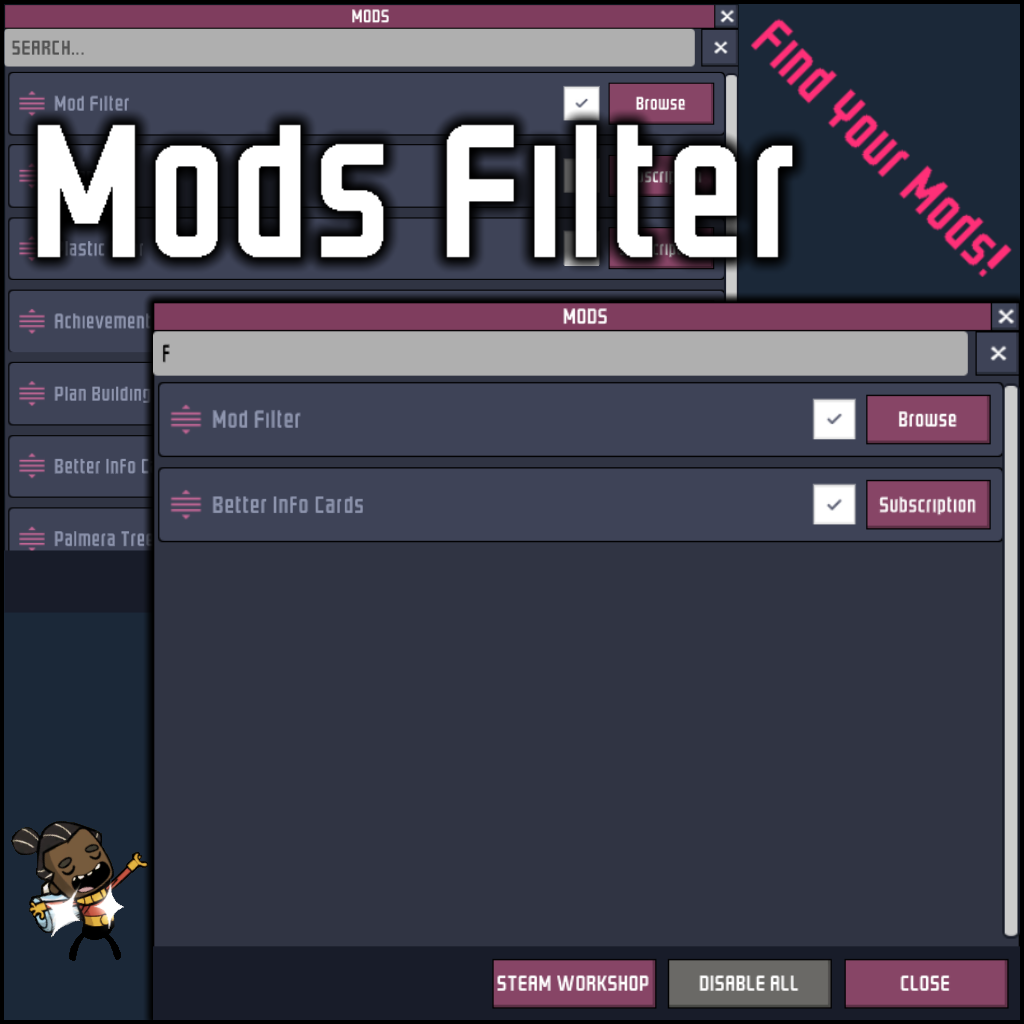 MODS
SEARCH...
Mod Filter
Browse
Mods Filter
Find Your Mods!
Achievement
Plan Building
Better Info C
Palmera Tree
MODS
F
Mod Filter
Browse
Better Info Cards
Subscription
STEAM WORKSHOP
DISABLE ALL
CLOSE